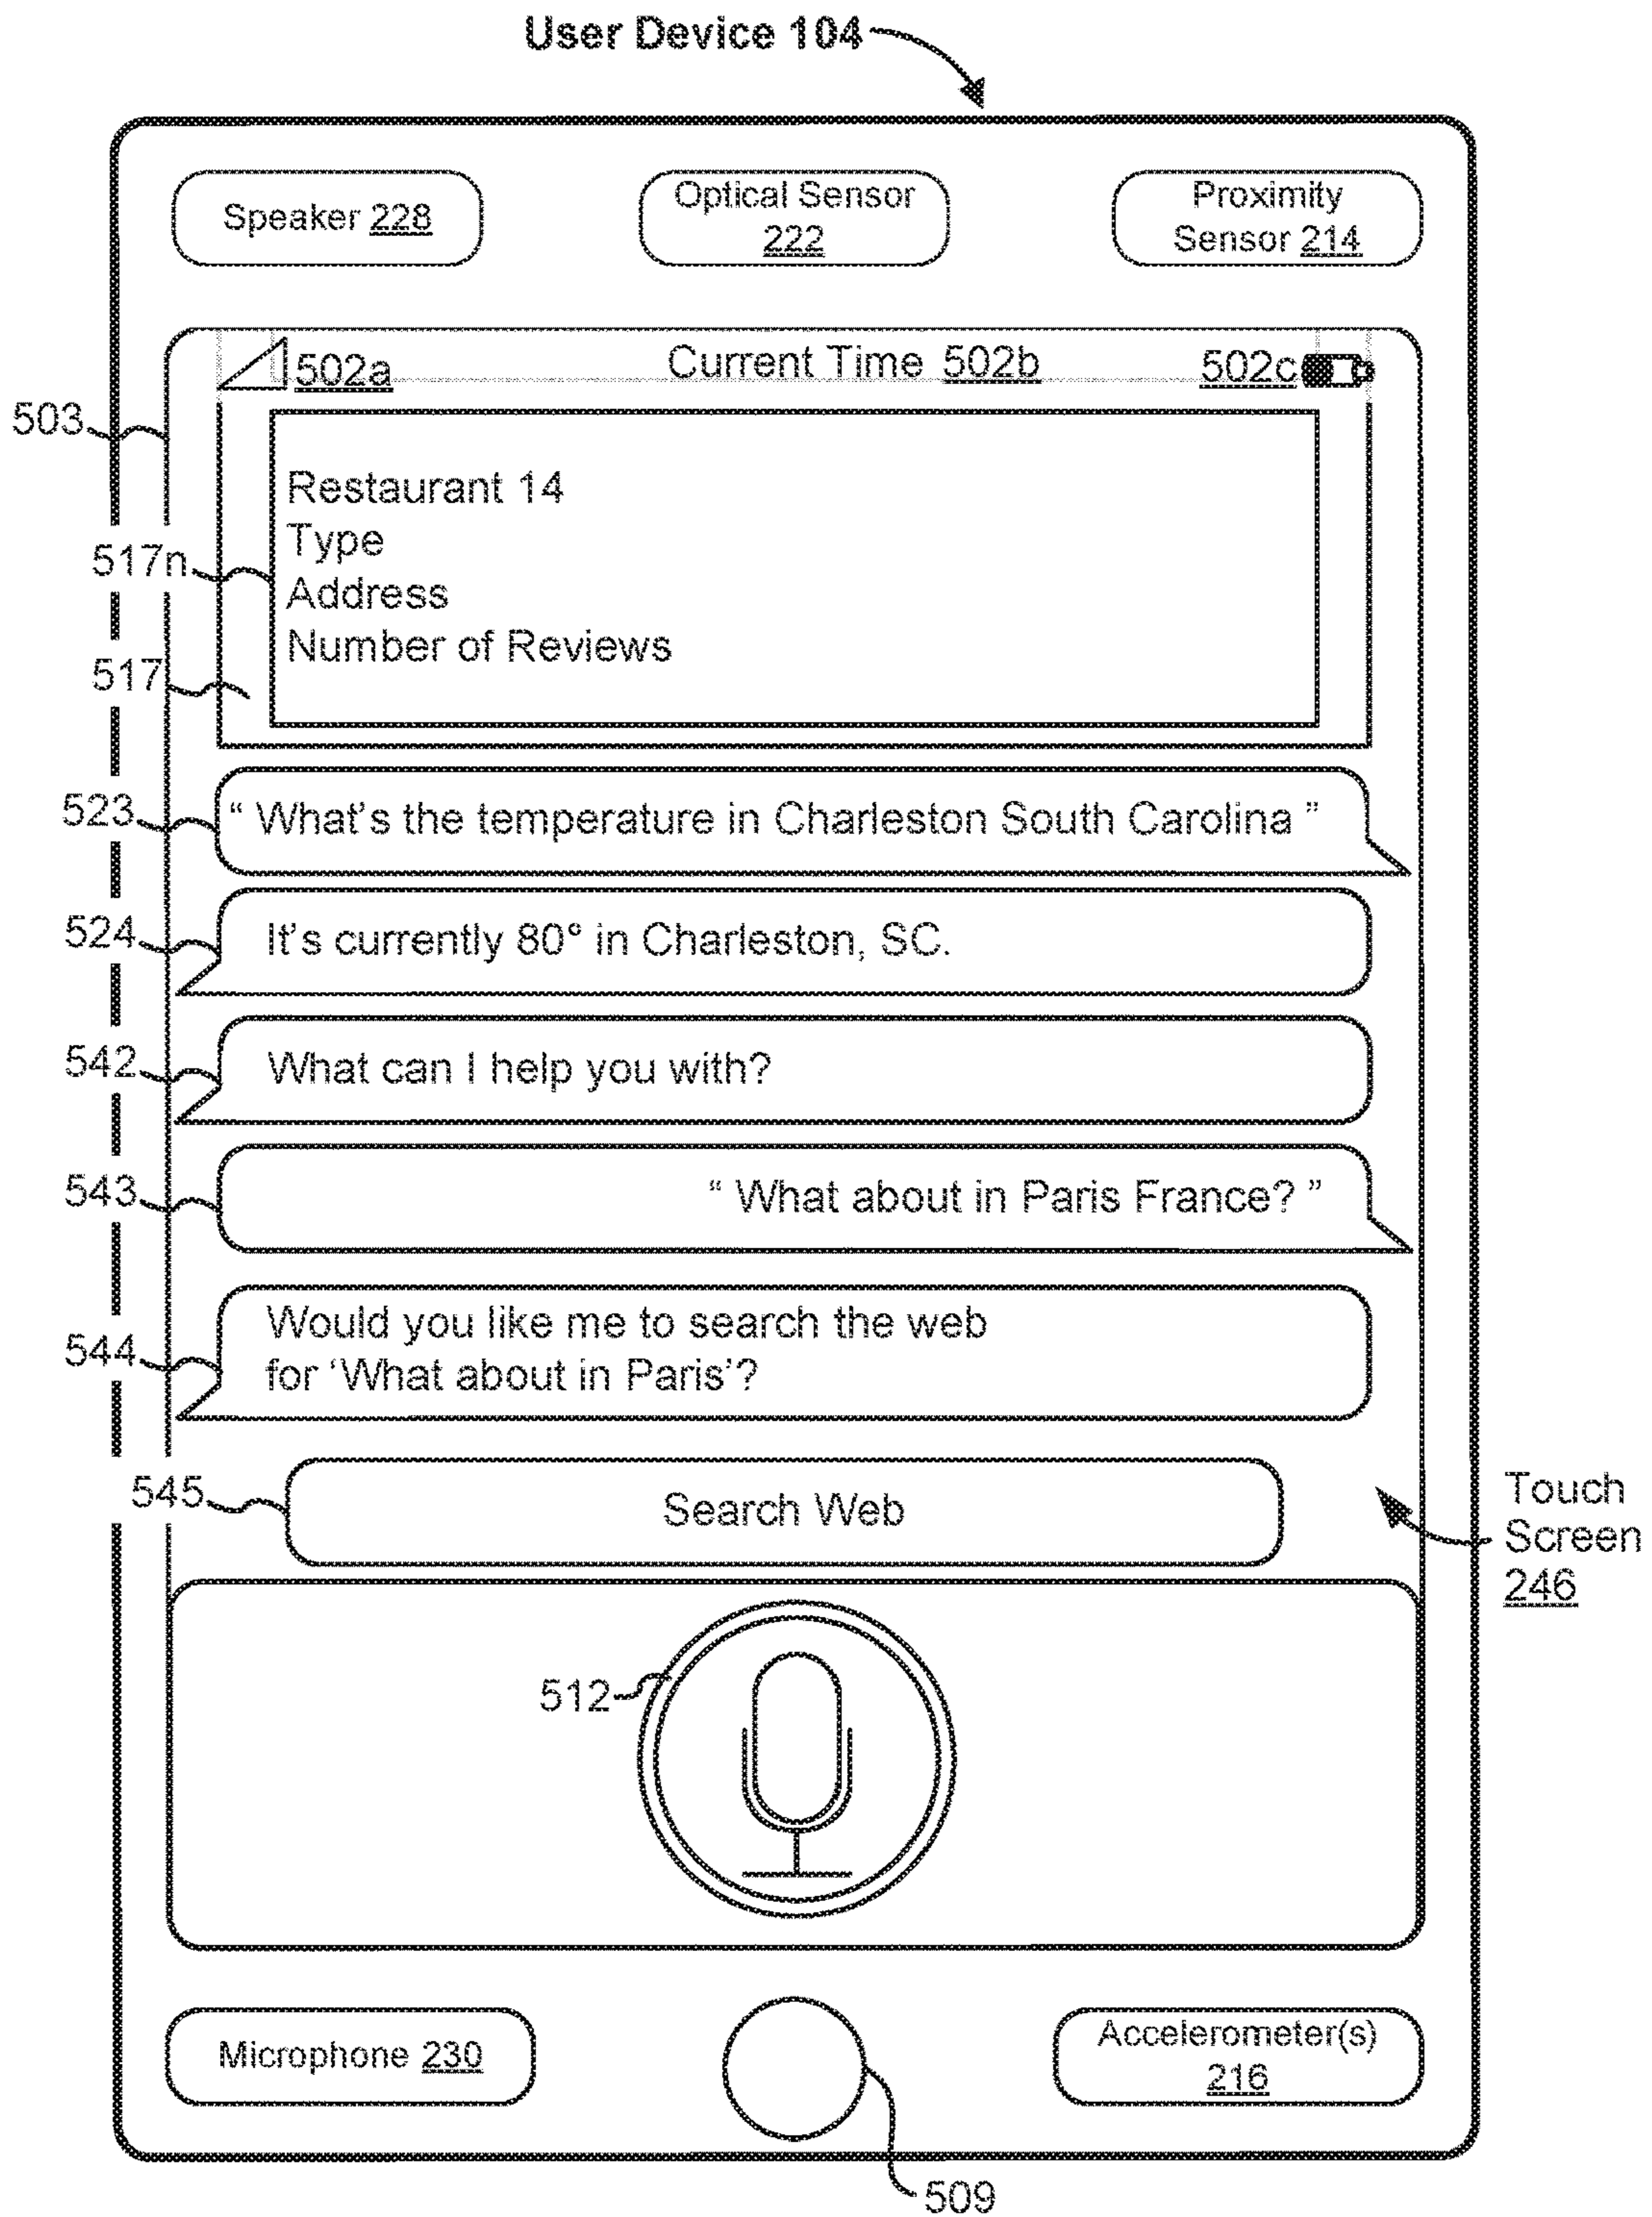 User Device 104
Speaker 228
Optical Sensor
222
Proximity
Sensor 214
502a
Current Time 502b
502c
503
Restaurant 14
517n
Type
Address
Number of Reviews
517
523
“ What's the temperature in Charleston South Carolina ”
524
It's currently 80° in Charleston, SC.
542
What can I help you with?
543
“ What about in Paris France? ”
544
Would you like me to search the web
for ‘What about in Paris’?
545
Search Web
Touch
Screen
246
512
Microphone 230
Accelerometer(s)
216
509